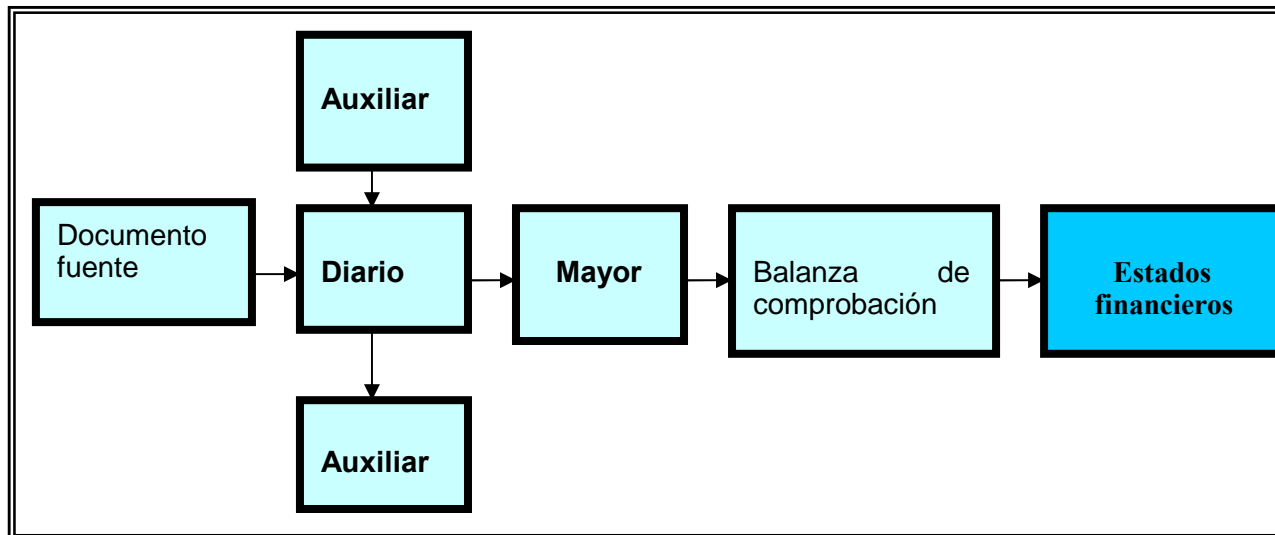 Auxiliar
Documento
fuente
Diario
Mayor
Balanza de
comprobación
Estados
financieros
Auxiliar